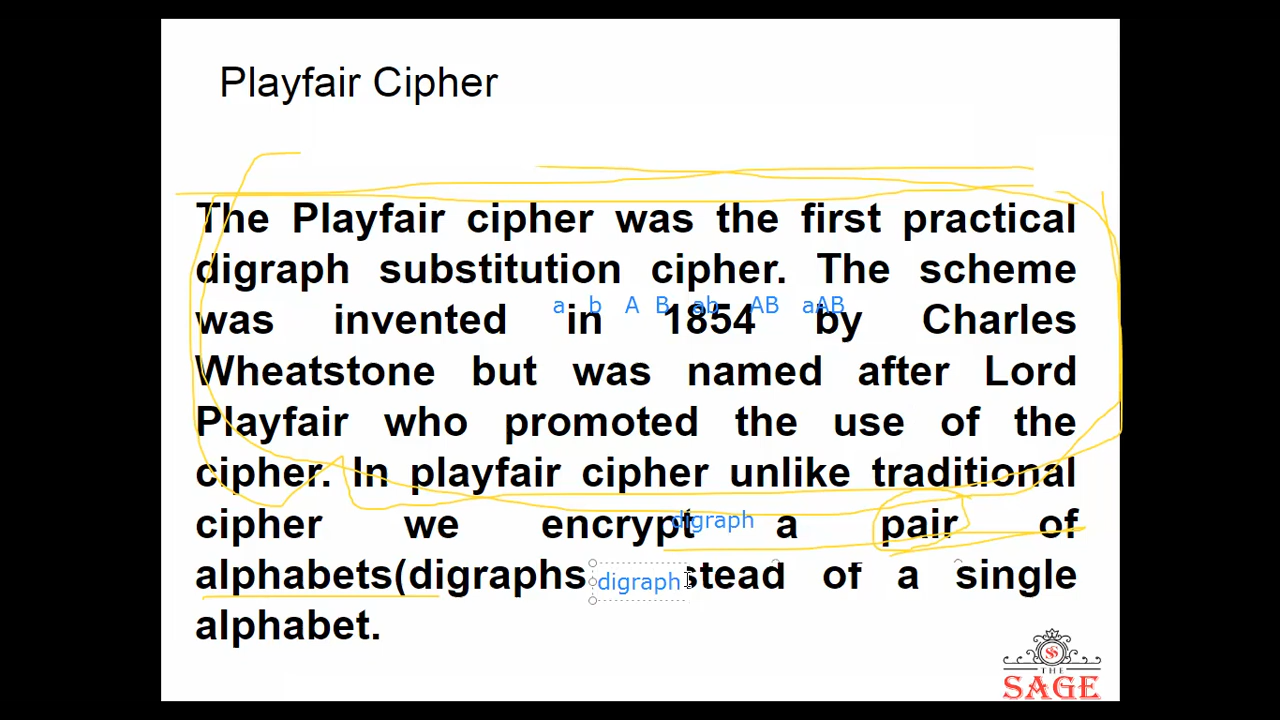 Playfair Cipher
The Playfair cipher was the first practical
digraph substitution cipher. The scheme
a b A B ab AB aAB
was invented in 1854 by Charles
Wheatstone but was named after Lord
Playfair who promoted the use of the
cipher. In playfair cipher unlike traditional
digraph
cipher we encrypt a pair of
alphabets(digraphs digraph stead of a single
alphabet.
SS
THE
SAGE